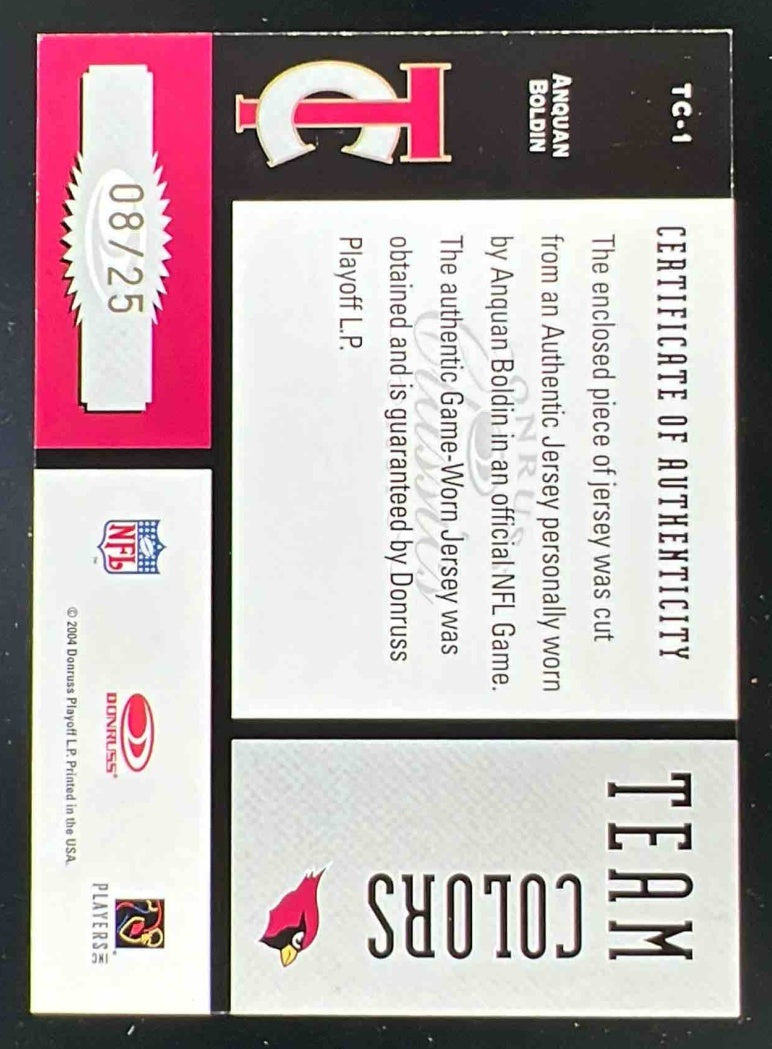 TC-1
ANQUAN
BOLDIN
TC
CERTIFICATE OF AUTHENTICITY
The enclosed piece of jersey was cut
from an Authentic Jersey personally worn
by Anquan Boldin in an official NFL Game.
The authentic Game-Worn Jersey was
obtained and is guaranteed by Donruss
Playoff L.P.
TEAM
COLORS
08/25
NFL
DONRUSS
PLAYERS INC
© 2004 Donruss Playoff L.P. Printed in the USA.